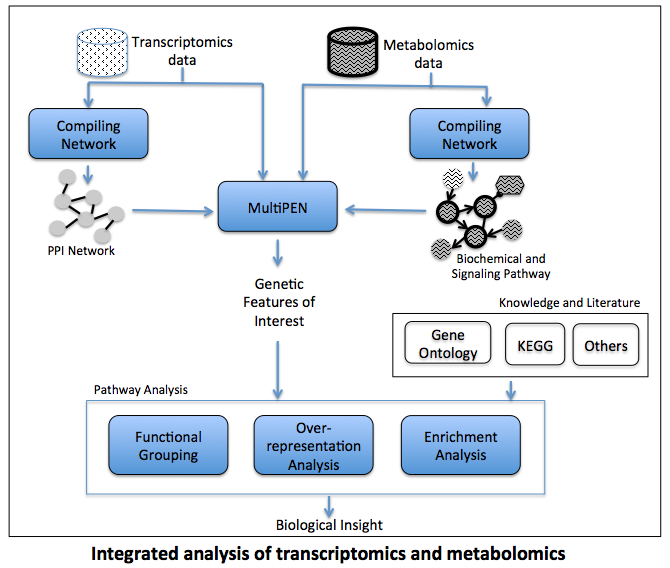 Transcriptomics
data
Metabolomics
data
Compiling
Network
Compiling
Network
MultiPEN
PPI Network
Biochemical and
Signaling Pathway
Genetic
Features of
Interest
Knowledge and Literature
Gene
Ontology
KEGG
Others
Pathway Analysis
Functional
Grouping
Over-
representation
Analysis
Enrichment
Analysis
Biological Insight
Integrated analysis of transcriptomics and metabolomics